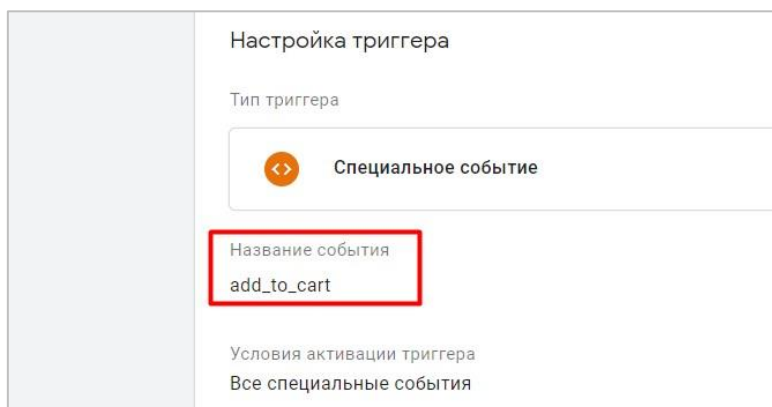 Настройка триггера
Тип триггера
Специальное событие
Название события
add_to_cart
Условия активации триггера
Все специальные события